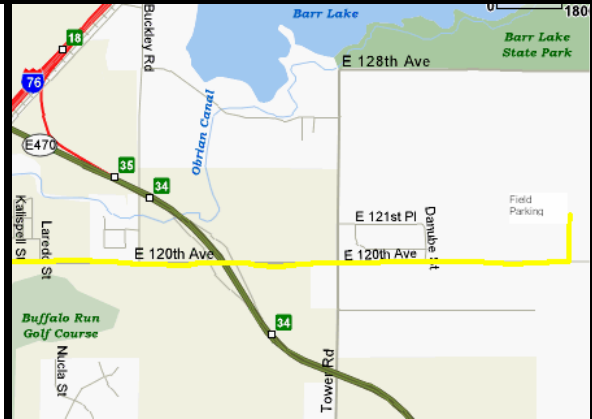 0
1800
Barr Lake
Barr Lake
State Park
Buckley Rd
18
E 128th Ave
76
Obrian Canal
E470
35
34
Kalispell St
Laredo St
E 121st Pl
Danube St
Field
Parking
E 120th Ave
E 120th Ave
Buffalo Run
Golf Course
34
Nucla St
Tower Rd